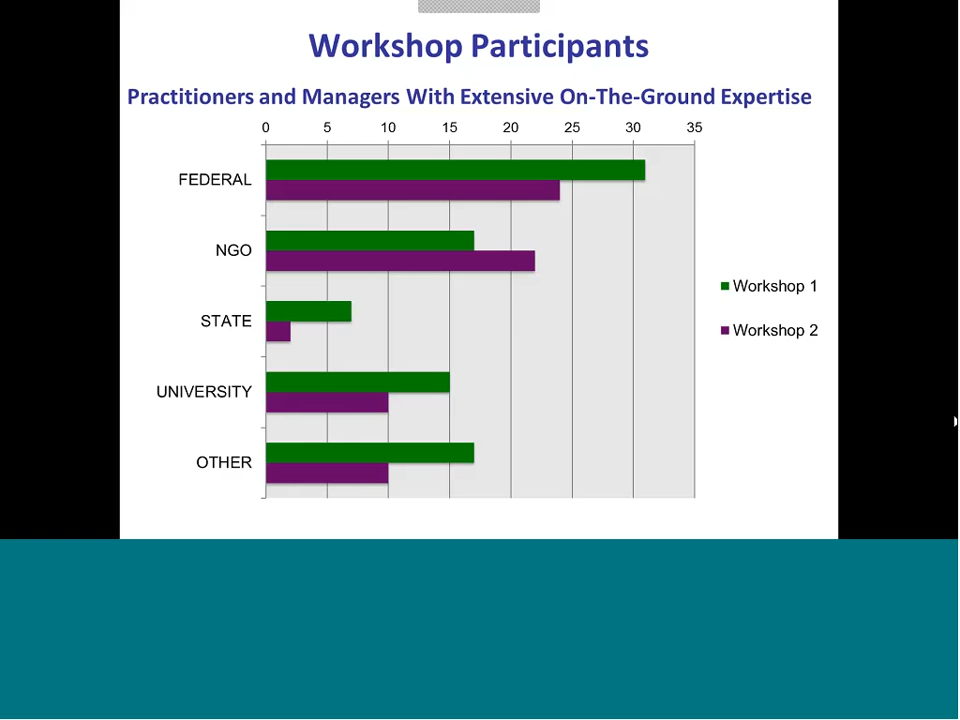 Workshop Participants
Practitioners and Managers With Extensive On-The-Ground Expertise
0 5 10 15 20 25 30 35
FEDERAL
NGO
STATE
UNIVERSITY
OTHER
Workshop 1
Workshop 2